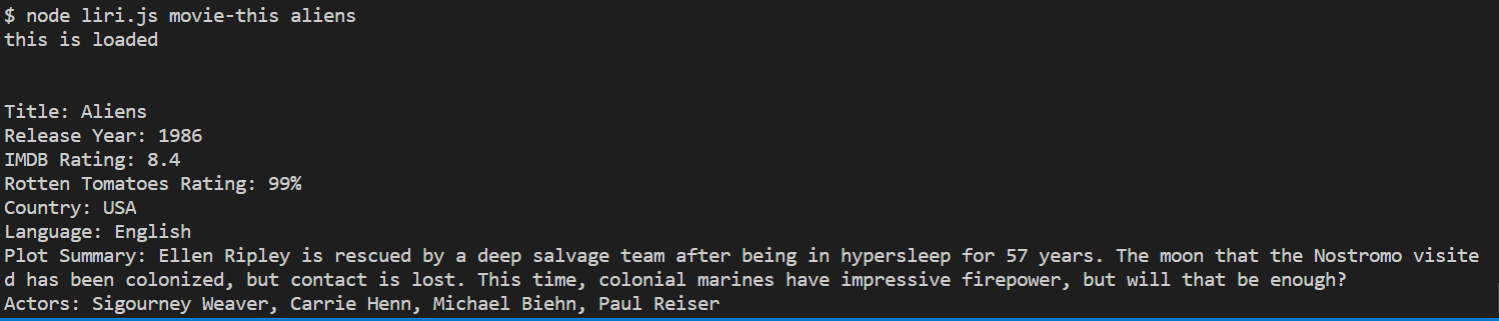 $ node liri.js movie-this aliens
this is loaded
Title: Aliens
Release Year: 1986
IMDB Rating: 8.4
Rotten Tomatoes Rating: 99%
Country: USA
Language: English
Plot Summary: Ellen Ripley is rescued by a deep salvage team after being in hypersleep for 57 years. The moon that the Nostromo visite
d has been colonized, but contact is lost. This time, colonial marines have impressive firepower, but will that be enough?
Actors: Sigourney Weaver, Carrie Henn, Michael Biehn, Paul Reiser